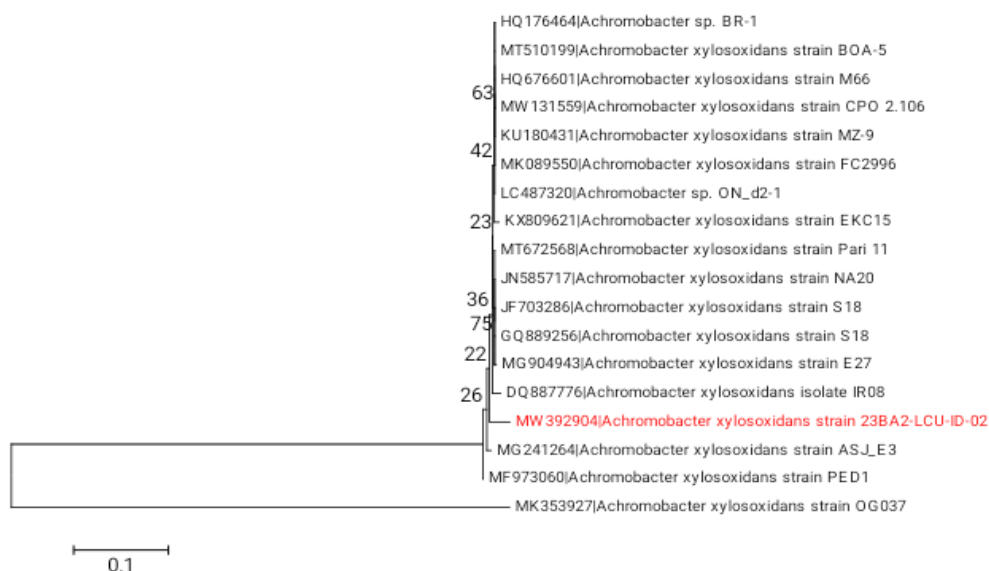 HQ176464|Achromobacter sp. BR-1
MT510199|Achromobacter xylosoxidans strain BOA-5
HQ676601|Achromobacter xylosoxidans strain M66
63
MW131559|Achromobacter xylosoxidans strain CPO 2.106
KU180431|Achromobacter xylosoxidans strain MZ-9
42
MK089550|Achromobacter xylosoxidans strain FC2996
LC487320|Achromobacter sp. ON_d2-1
23
KX809621|Achromobacter xylosoxidans strain EKC15
MT672568|Achromobacter xylosoxidans strain Pari 11
JN585717|Achromobacter xylosoxidans strain NA20
36
JF703286|Achromobacter xylosoxidans strain S18
75
GQ889256|Achromobacter xylosoxidans strain S18
22
MG904943|Achromobacter xylosoxidans strain E27
26
DQ887776|Achromobacter xylosoxidans isolate IR08
MW392904|Achromobacter xylosoxidans strain 23BA2-LCU-ID-02
MG241264|Achromobacter xylosoxidans strain ASJ_E3
MF973060|Achromobacter xylosoxidans strain PED1
MK353927|Achromobacter xylosoxidans strain OG037
0.1